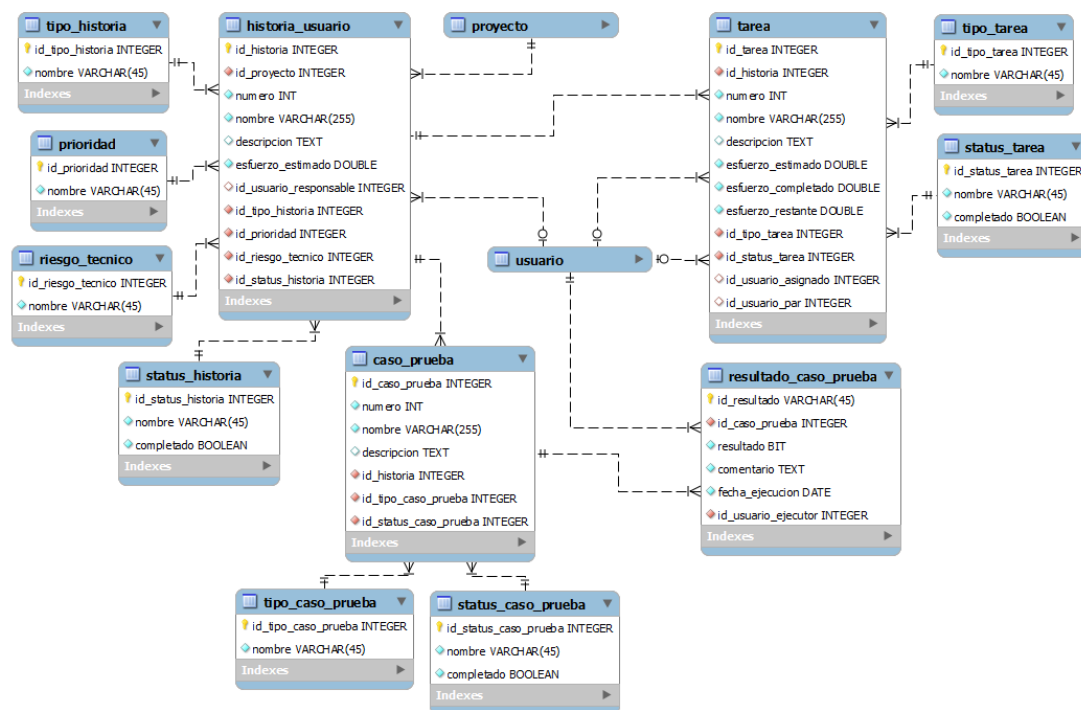 tipo_historia
id_tipo_historia INTEGER
nombre VARCHAR(45)
Indexes
prioridad
id_prioridad INTEGER
nombre VARCHAR(45)
Indexes
riesgo_tecnico
id_riesgo_tecnico INTEGER
nombre VARCHAR(45)
Indexes
historia_usuario
id_historia INTEGER
id_proyecto INTEGER
numero INT
nombre VARCHAR(255)
descripcion TEXT
esfuerzo_estimado DOUBLE
id_usuario_responsable INTEGER
id_tipo_historia INTEGER
id_prioridad INTEGER
id_riesgo_tecnico INTEGER
id_status_historia INTEGER
Indexes
proyecto
usuario
tarea
id_tarea INTEGER
id_historia INTEGER
numero INT
nombre VARCHAR(255)
descripcion TEXT
esfuerzo_estimado DOUBLE
esfuerzo_completado DOUBLE
esfuerzo_restante DOUBLE
id_tipo_tarea INTEGER
id_status_tarea INTEGER
id_usuario_asignado INTEGER
id_usuario_par INTEGER
Indexes
tipo_tarea
id_tipo_tarea INTEGER
nombre VARCHAR(45)
Indexes
status_tarea
id_status_tarea INTEGER
nombre VARCHAR(45)
completado BOOLEAN
Indexes
status_historia
id_status_historia INTEGER
nombre VARCHAR(45)
completado BOOLEAN
Indexes
caso_prueba
id_caso_prueba INTEGER
numero INT
nombre VARCHAR(255)
descripcion TEXT
id_historia INTEGER
id_tipo_caso_prueba INTEGER
id_status_caso_prueba INTEGER
Indexes
resultado_caso_prueba
id_resultado VARCHAR(45)
id_caso_prueba INTEGER
resultado BIT
comentario TEXT
fecha_ejecucion DATE
id_usuario_ejecutor INTEGER
Indexes
tipo_caso_prueba
id_tipo_caso_prueba INTEGER
nombre VARCHAR(45)
Indexes
status_caso_prueba
id_status_caso_prueba INTEGER
nombre VARCHAR(45)
completado BOOLEAN
Indexes